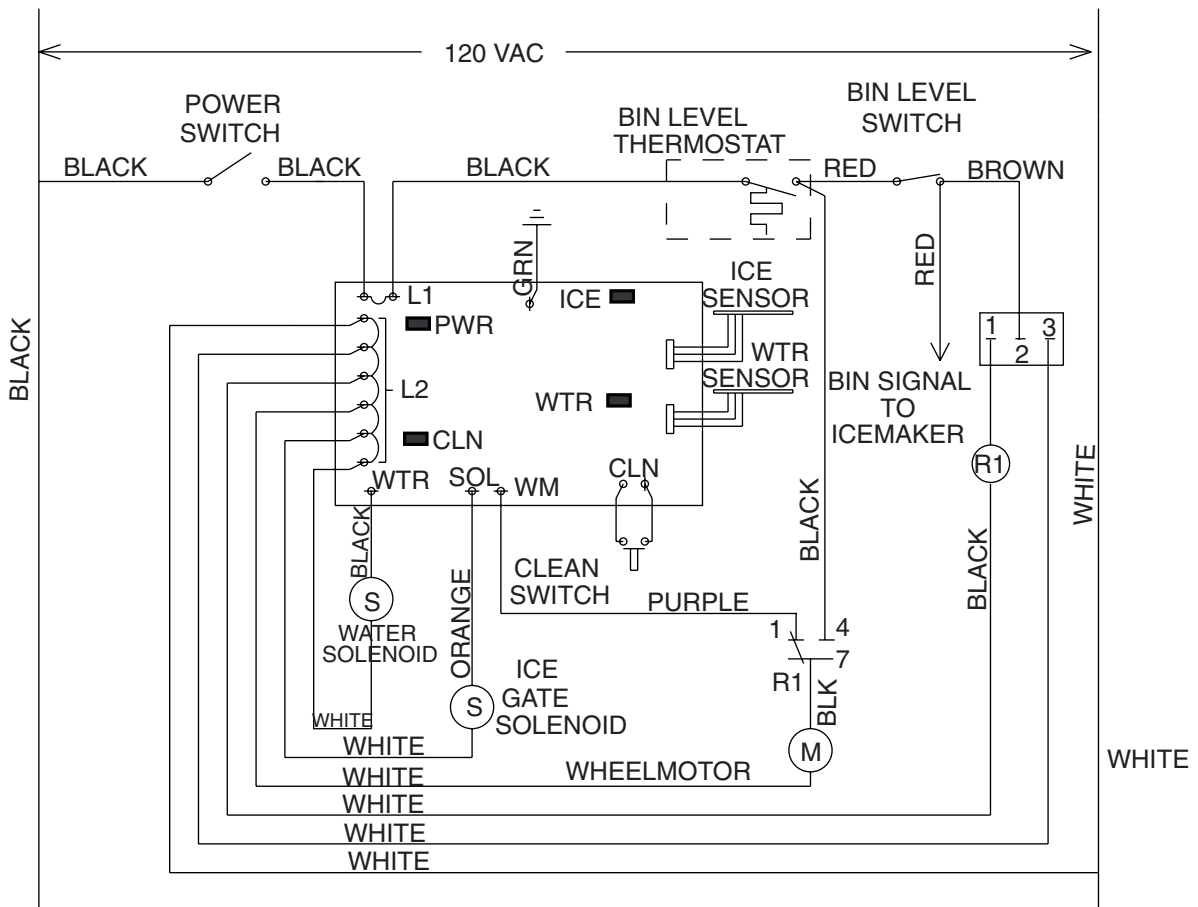 120 VAC
POWER
SWITCH
BIN LEVEL
THERMOSTAT
BIN LEVEL
SWITCH
BLACK
BLACK
BLACK
RED
BROWN
RED
GRN
ICE
SENSOR
L1
ICE
PWR
WTR
SENSOR
1
2
3
BLACK
L2
WTR
BIN SIGNAL
TO
ICEMAKER
CLN
R1
WTR
SOL
WM
CLN
WHITE
BLACK
BLACK
BLACK
CLEAN
SWITCH
ORANGE
PURPLE
S
WATER
SOLENOID
1
4
7
R1
BLK
ICE
GATE
SOLENOID
S
WHITE
M
WHITE
WHEELMOTOR
WHITE
WHITE
WHITE
WHITE
WHITE